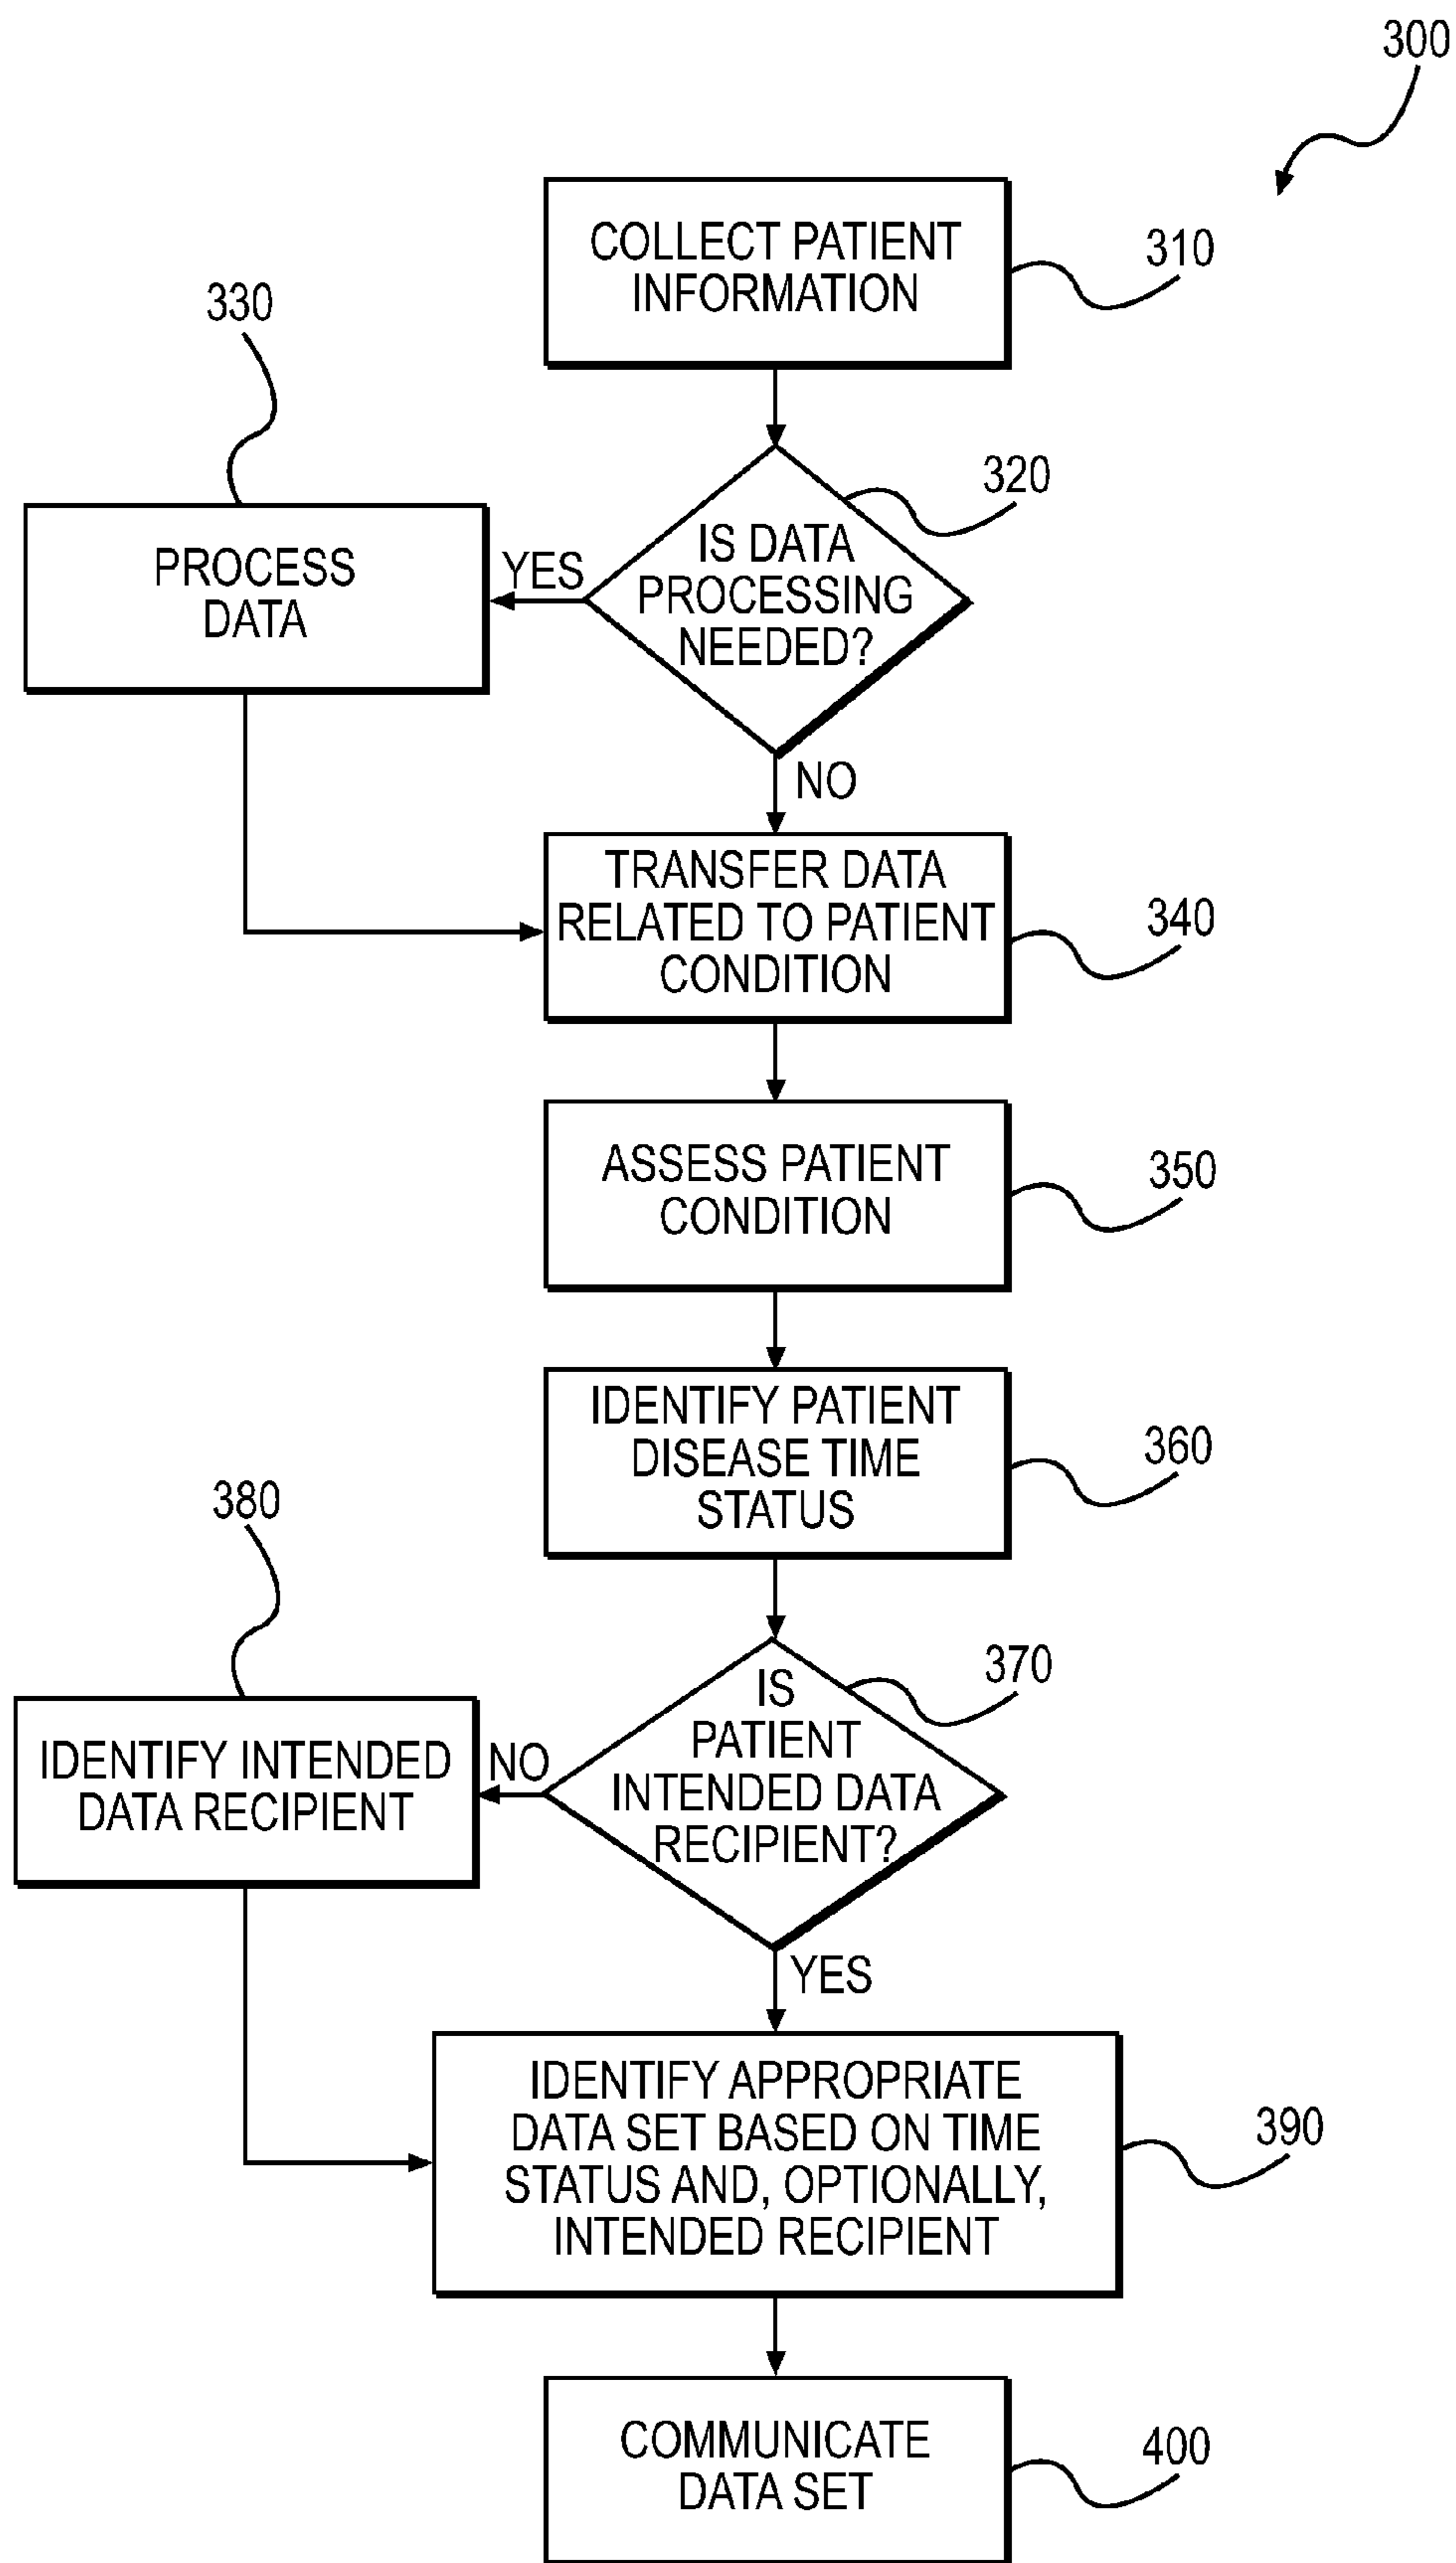 300
COLLECT PATIENT
INFORMATION
310
330
320
IS DATA
PROCESSING
NEEDED?
YES
PROCESS
DATA
NO
TRANSFER DATA
RELATED TO PATIENT
CONDITION
340
ASSESS PATIENT
CONDITION
350
IDENTIFY PATIENT
DISEASE TIME
STATUS
360
380
370
IS
PATIENT
INTENDED DATA
RECIPIENT?
NO
IDENTIFY INTENDED
DATA RECIPIENT
YES
IDENTIFY APPROPRIATE
DATA SET BASED ON TIME
STATUS AND, OPTIONALLY,
INTENDED RECIPIENT
390
COMMUNICATE
DATA SET
400